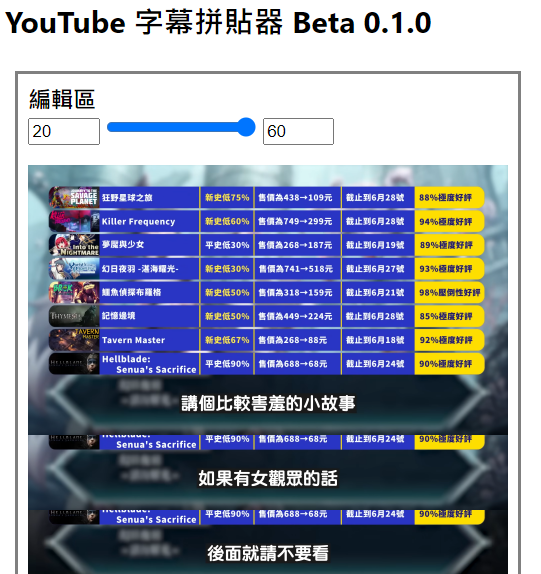 YouTube 字幕拼貼器 Beta 0.1.0
編輯區
20 60
JOURNEY TO THE SAVAGE PLANET 狂野星球之旅 新史低75% 售價為438→109元 截止到6月28號 88%極度好評
Killer Frequency 新史低60% 售價為749→299元 截止到6月28號 94%極度好評
Into the NIGHTMARE 夢魘與少女 平史低30% 售價為268→187元 截止到6月19號 89%極度好評
幻日夜羽 -湛海耀光- 新史低30% 售價為741→518元 截止到6月27號 93%極度好評
鱷魚偵探布羅格 新史低50% 售價為318→159元 截止到6月21號 98%壓倒性好評
THYMESIA 記憶邊境 新史低50% 售價為449→224元 截止到6月28號 85%極度好評
TAVERN MASTER Tavern Master 新史低67% 售價為268→88元 截止到6月18號 92%極度好評
HELLBLADE Hellblade: Senua's Sacrifice 平史低90% 售價為688→68元 截止到6月24號 90%極度好評
講個比較害羞的小故事
HELLBLADE Hellblade: Senua's Sacrifice 平史低90% 售價為688→68元 截止到6月24號 90%極度好評
如果有女觀眾的話
HELLBLADE Hellblade: Senua's Sacrifice 平史低90% 售價為688→68元 截止到6月24號 90%極度好評
後面就請不要看